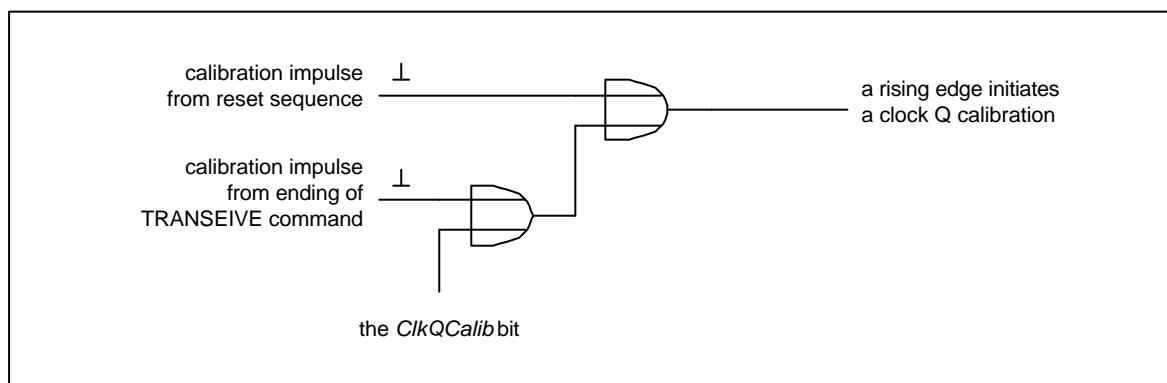 calibration impulse
from reset sequence
a rising edge initiates
a clock Q calibration
calibration impulse
from ending of
TRANSEIVE command
the ClkQCalib bit